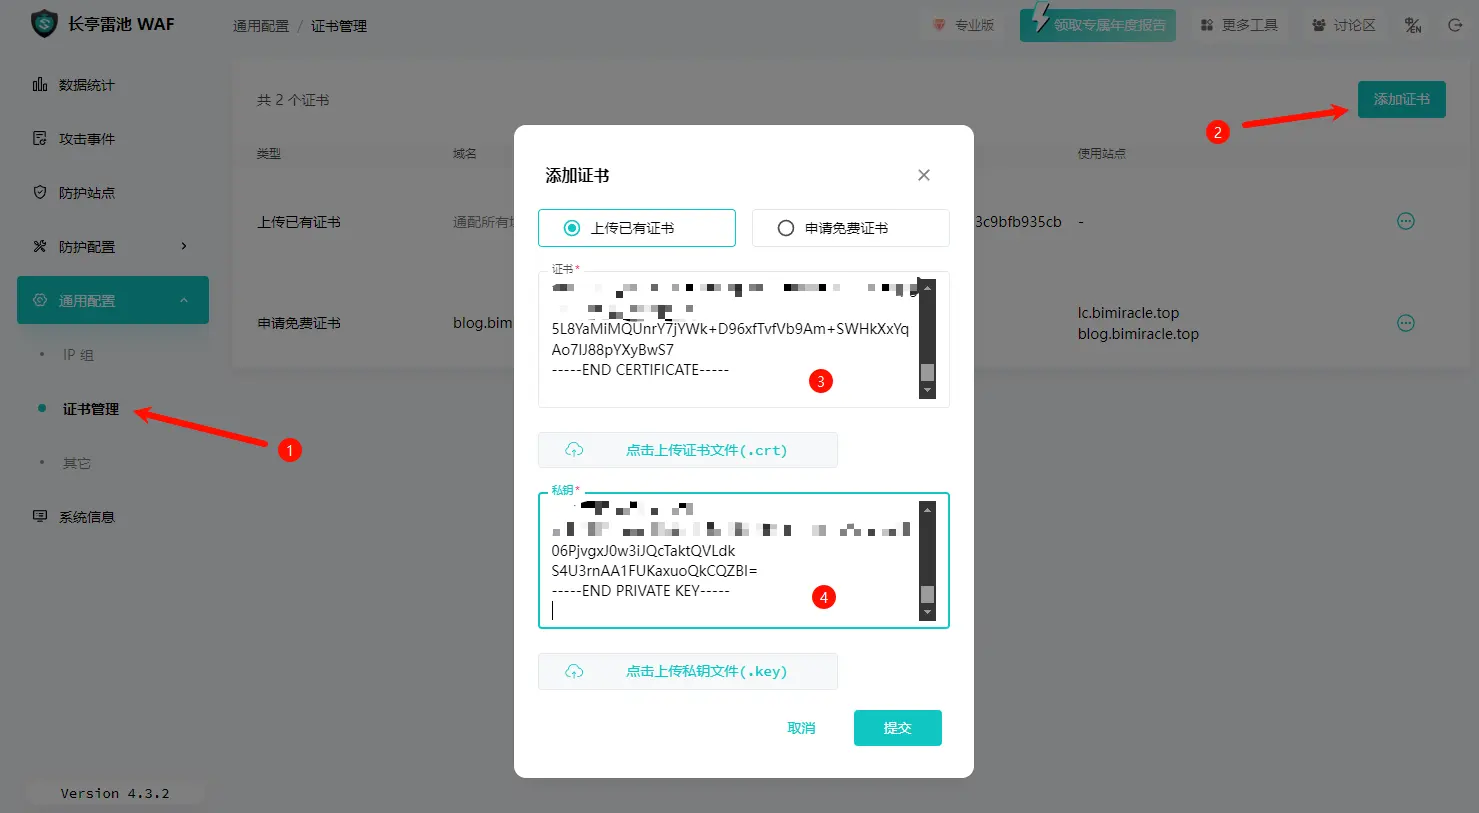 长亭雷池 WAF
通用配置 / 证书管理
专业版
领取专属年度报告
更多工具
讨论区
中/EN
数据统计
攻击事件
防护站点
防护配置
通用配置
IP 组
证书管理
其它
系统信息
Version 4.3.2
共 2 个证书
添加证书
类型
域名
使用站点
上传已有证书
通配所有
3c9bfb935cb
-
申请免费证书
blog.bim
lc.bimiracle.top
blog.bimiracle.top
1
2
添加证书
上传已有证书
申请免费证书
证书*
5L8YaMiMQUnrY7jYWk+D96xfTvfVb9Am+SWHkXxYq
Ao7IJ88pYXyBwS7
-----END CERTIFICATE-----
3
点击上传证书文件(.crt)
私钥*
06PjvgxJ0w3iJQcTaktQVLdk
S4U3rnAA1FUKaxuoQkCQZBI=
-----END PRIVATE KEY-----
4
点击上传私钥文件(.key)
取消
提交